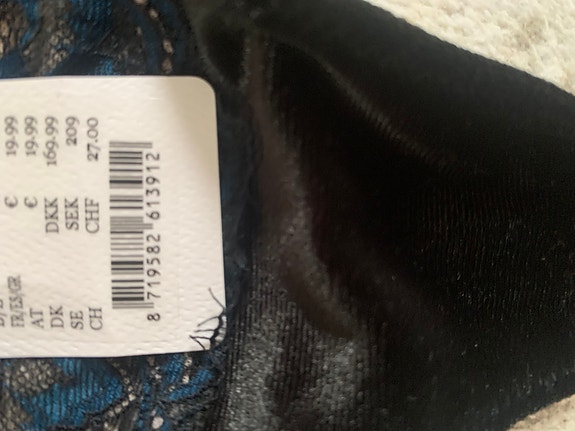 FR/ES/GR € 19.99
AT € 19.99
DK DKK 169.99
SE SEK 209
CH CHF 27.00
8 719582 613912